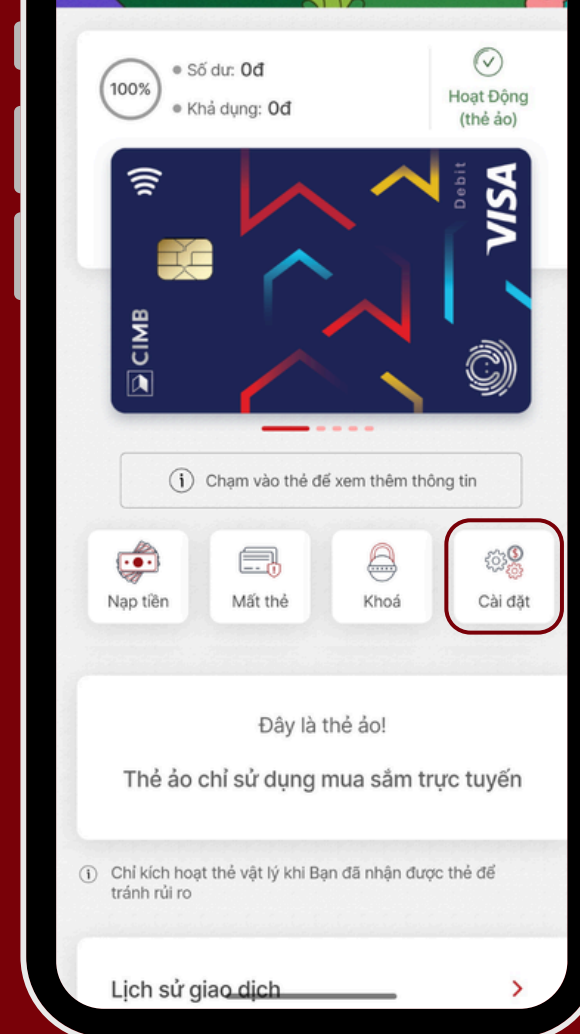 100%
Số dư: 0đ
Khả dụng: 0đ
Hoạt Động
(thẻ ảo)
Debit
VISA
CIMB
Chạm vào thẻ để xem thêm thông tin
Nạp tiền
Mất thẻ
Khoá
Cài đặt
Đây là thẻ ảo!
Thẻ ảo chỉ sử dụng mua sắm trực tuyến
Chỉ kích hoạt thẻ vật lý khi Bạn đã nhận được thẻ để
tránh rủi ro
Lịch sử giao dịch